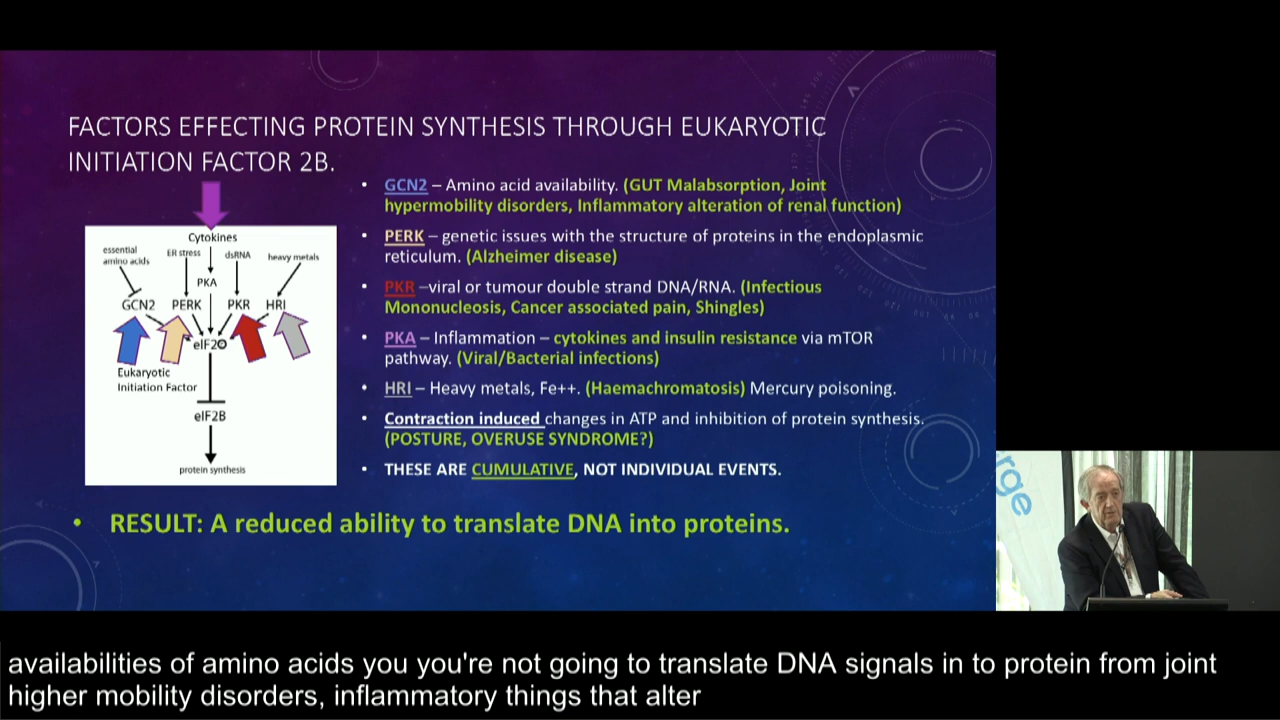 FACTORS EFFECTING PROTEIN SYNTHESIS THROUGH EUKARYOTIC
INITIATION FACTOR 2B.
Cytokines
essential
amino acids
ER stress
dsRNA
heavy metals
PKA
GCN2
PERK
PKR
HRI
Eukaryotic
Initiation Factor
eIF2B
protein synthesis
• GCN2 – Amino acid availability. (GUT Malabsorption, Joint
hypermobility disorders, Inflammatory alteration of renal function)
• PERK – genetic issues with the structure of proteins in the endoplasmic
reticulum. (Alzheimer disease)
• PKR –viral or tumour double strand DNA/RNA. (Infectious
Mononucleosis, Cancer associated pain, Shingles)
• PKA – Inflammation – cytokines and insulin resistance via mTOR
pathway. (Viral/Bacterial infections)
• HRI – Heavy metals, Fe++. (Haemachromatosis) Mercury poisoning.
• Contraction induced changes in ATP and inhibition of protein synthesis.
(POSTURE, OVERUSE SYNDROME?)
• THESE ARE CUMULATIVE, NOT INDIVIDUAL EVENTS.
• RESULT: A reduced ability to translate DNA into proteins.
rge
availabilities of amino acids you you're not going to translate DNA signals in to protein from joint
higher mobility disorders, inflammatory things that alter